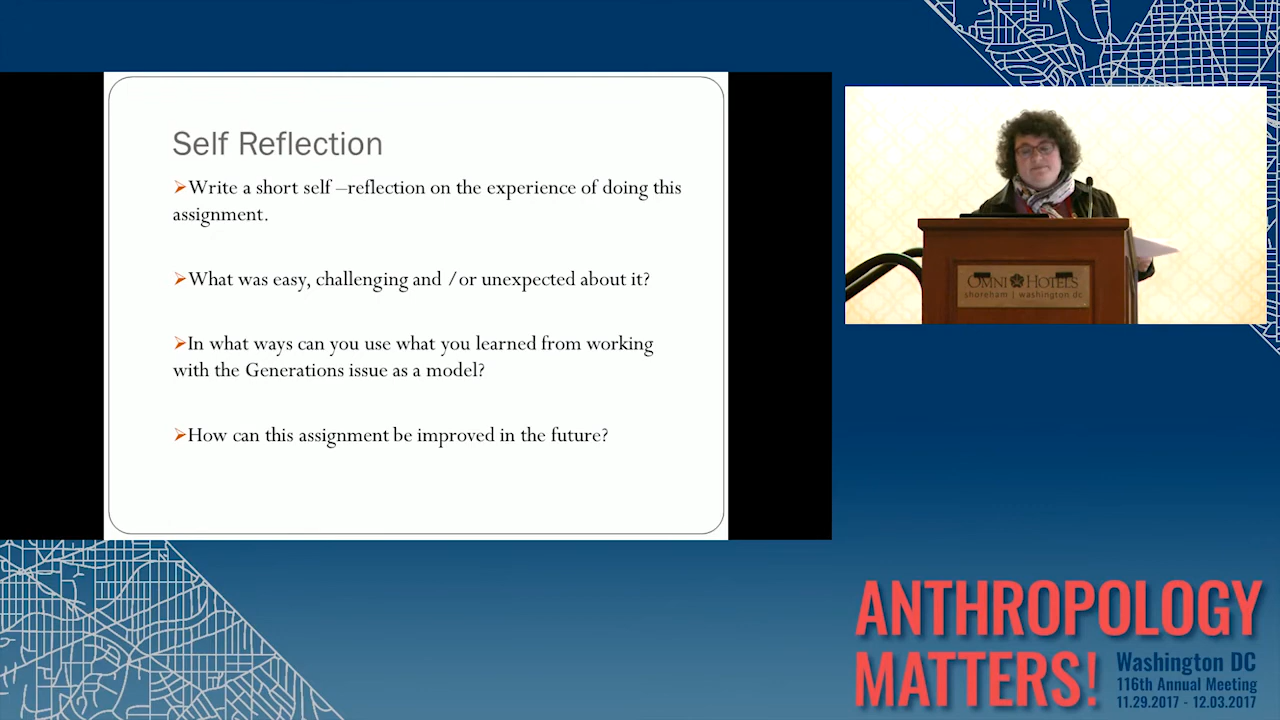 Self Reflection
➢Write a short self –reflection on the experience of doing this
assignment.
➢What was easy, challenging and /or unexpected about it?
➢In what ways can you use what you learned from working
with the Generations issue as a model?
➢How can this assignment be improved in the future?
OMNI HOTELS
shoreham | washington dc
ANTHROPOLOGY
MATTERS!
Washington DC
116th Annual Meeting
11.29.2017 - 12.03.2017